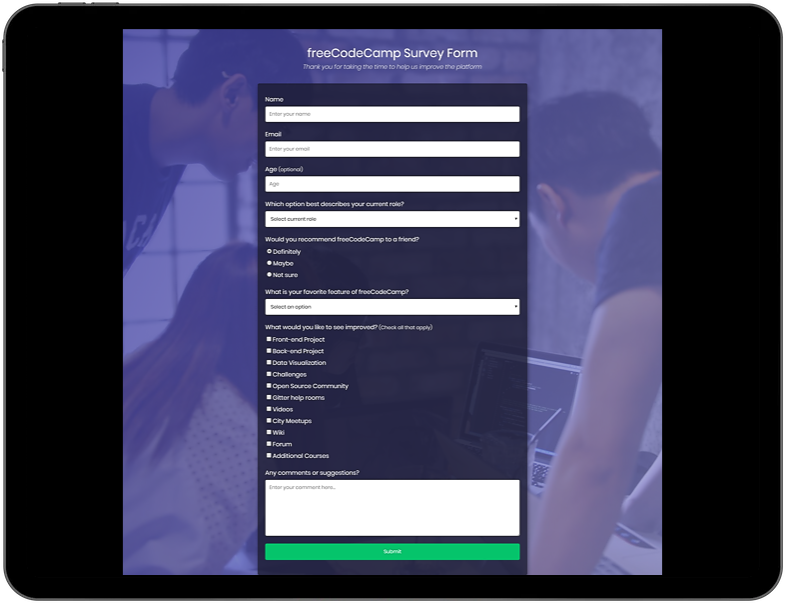 freeCodeCamp Survey Form
Thank you for taking the time to help us improve the platform
Name
Enter your name
Email
Enter your email
Age (optional)
Age
Which option best describes your current role?
Select current role
Would you recommend freeCodeCamp to a friend?
Definitely
Maybe
Not sure
What is your favorite feature of freeCodeCamp?
Select an option
What would you like to see improved? (Check all that apply)
Front-end Project
Back-end Project
Data Visualization
Challenges
Open Source Community
Gitter help rooms
Videos
City Meetups
Wiki
Forum
Additional Courses
Any comments or suggestions?
Enter your comment here...
Submit